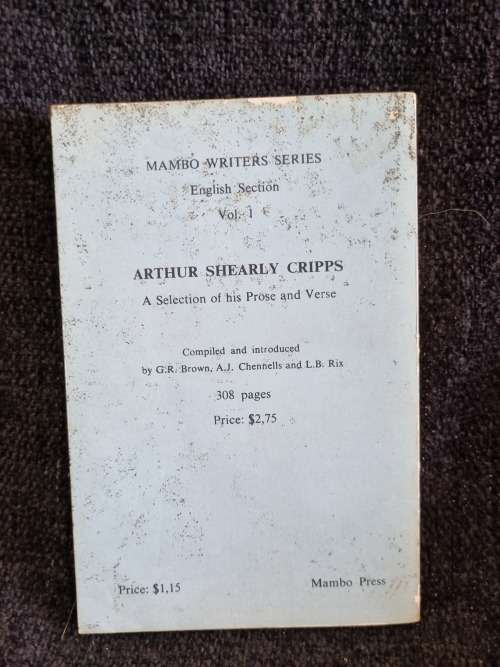 MAMBO WRITERS SERIES
English Section
Vol. 1
ARTHUR SHEARLY CRIPPS
A Selection of his Prose and Verse
Compiled and introduced
by G.R. Brown, A.J. Chennells and L.B. Rix
308 pages
Price: $2,75
Price: $1,15 Mambo Press